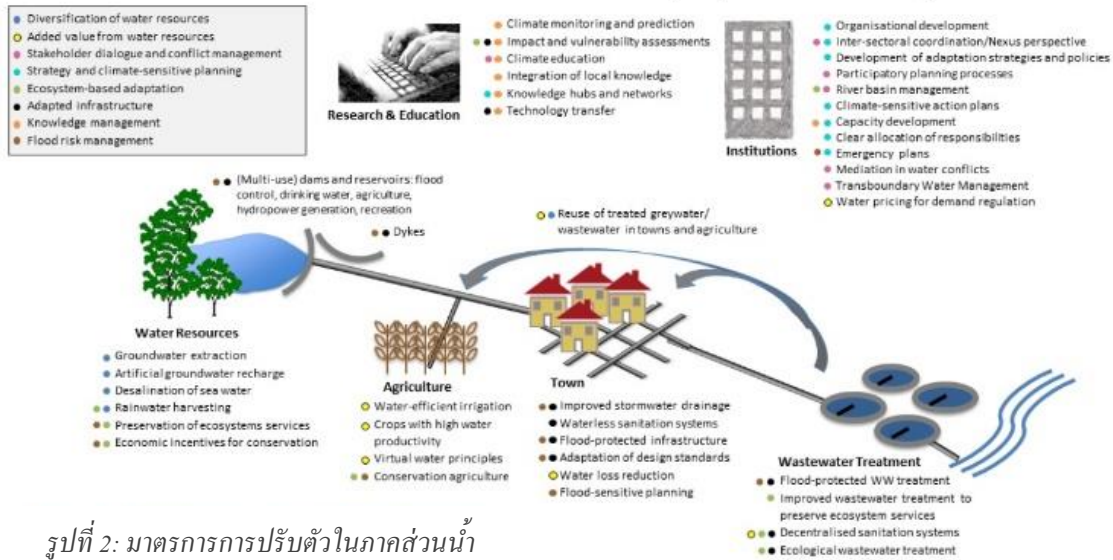 Diversification of water resources
Added value from water resources
Stakeholder dialogue and conflict management
Strategy and climate-sensitive planning
Ecosystem-based adaptation
Adapted infrastructure
Knowledge management
Flood risk management
Research & Education
Climate monitoring and prediction
Impact and vulnerability assessments
Climate education
Integration of local knowledge
Knowledge hubs and networks
Technology transfer
Institutions
Organisational development
Inter-sectoral coordination/Nexus perspective
Development of adaptation strategies and policies
Participatory planning processes
River basin management
Climate-sensitive action plans
Capacity development
Clear allocation of responsibilities
Emergency plans
Mediation in water conflicts
Transboundary Water Management
Water pricing for demand regulation
(Multi-use) dams and reservoirs: flood
control, drinking water, agriculture,
hydropower generation, recreation
Dykes
Reuse of treated greywater/
wastewater in towns and agriculture
Water Resources
Groundwater extraction
Artificial groundwater recharge
Desalination of sea water
Rainwater harvesting
Preservation of ecosystems services
Economic incentives for conservation
Agriculture
Water-efficient irrigation
Crops with high water
productivity
Virtual water principles
Conservation agriculture
Town
Improved stormwater drainage
Waterless sanitation systems
Flood-protected infrastructure
Adaptation of design standards
Water loss reduction
Flood-sensitive planning
Wastewater Treatment
Flood-protected WW treatment
Improved wastewater treatment to
preserve ecosystem services
Decentralised sanitation systems
Ecological wastewater treatment
รูปที่ 2: มาตรการการปรับตัวในภาคส่วนน้ำ